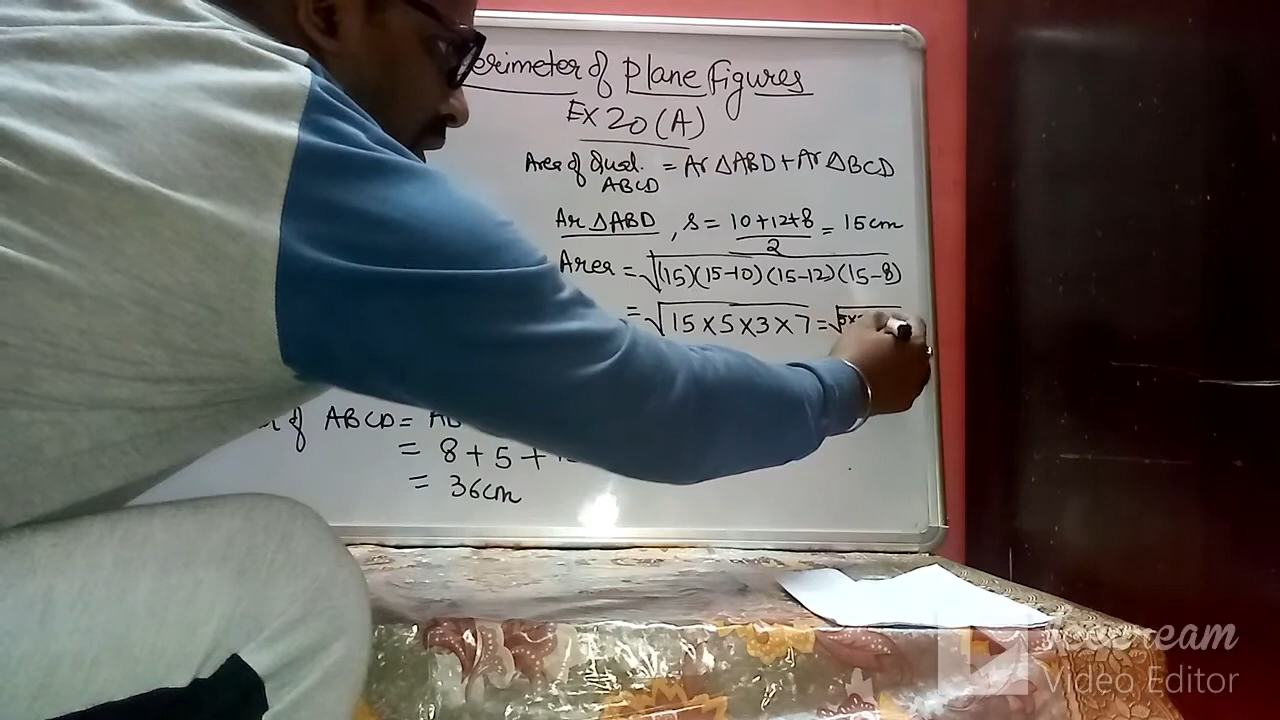 of Plane Figures
EX 20 (A)
Area of Quad. = Ar △ABD + Ar △BCD
ABCD
Ar △ABD , s = 10+12+8 / 2 = 15cm
Area = √(15)(15-10)(15-12)(15-8)
= √15×5×3×7 = √
of ABCD =
= 8 + 5 +
= 36cm
Video Editor